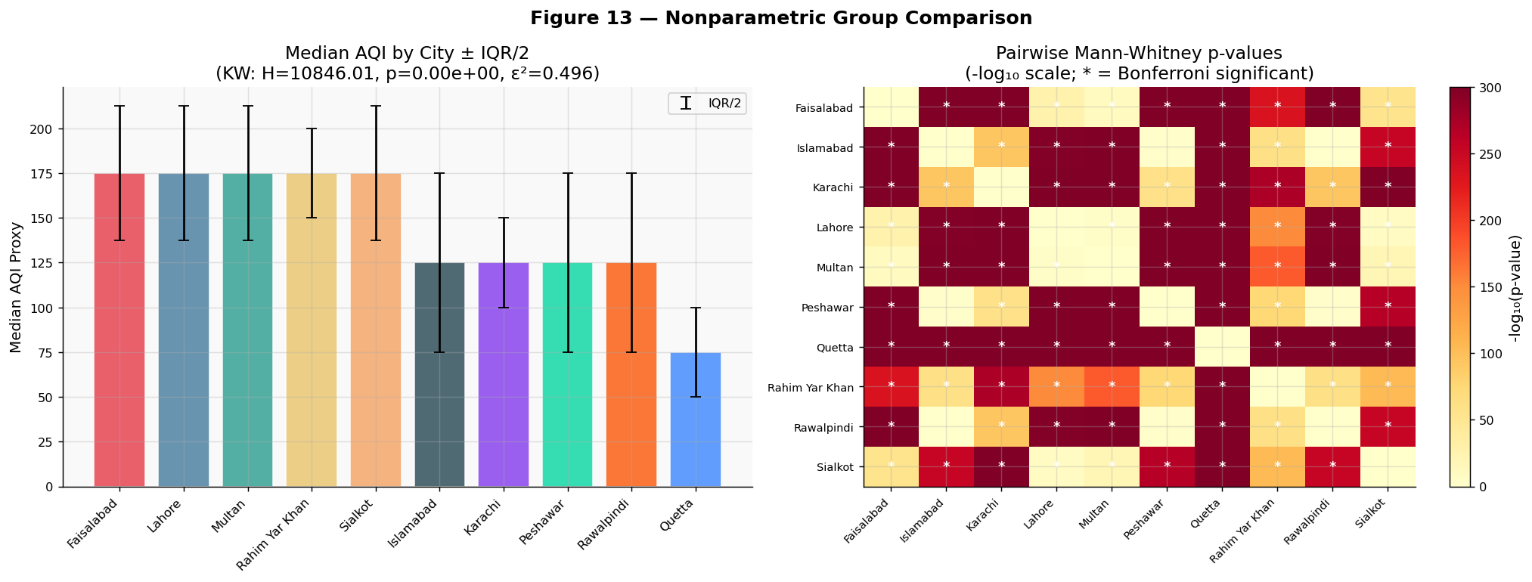 Figure 13 — Nonparametric Group Comparison
Median AQI by City ± IQR/2
(KW: H=10846.01, p=0.00e+00, ε²=0.496)
IQR/2
Median AQI Proxy
200
175
150
125
100
75
50
25
0
Faisalabad
Lahore
Multan
Rahim Yar Khan
Sialkot
Islamabad
Karachi
Peshawar
Rawalpindi
Quetta
Pairwise Mann-Whitney p-values
(-log₁₀ scale; * = Bonferroni significant)
Faisalabad
Islamabad
Karachi
Lahore
Multan
Peshawar
Quetta
Rahim Yar Khan
Rawalpindi
Sialkot
Faisalabad
Islamabad
Karachi
Lahore
Multan
Peshawar
Quetta
Rahim Yar Khan
Rawalpindi
Sialkot
300
250
200
150
100
50
0
-log₁₀(p-value)